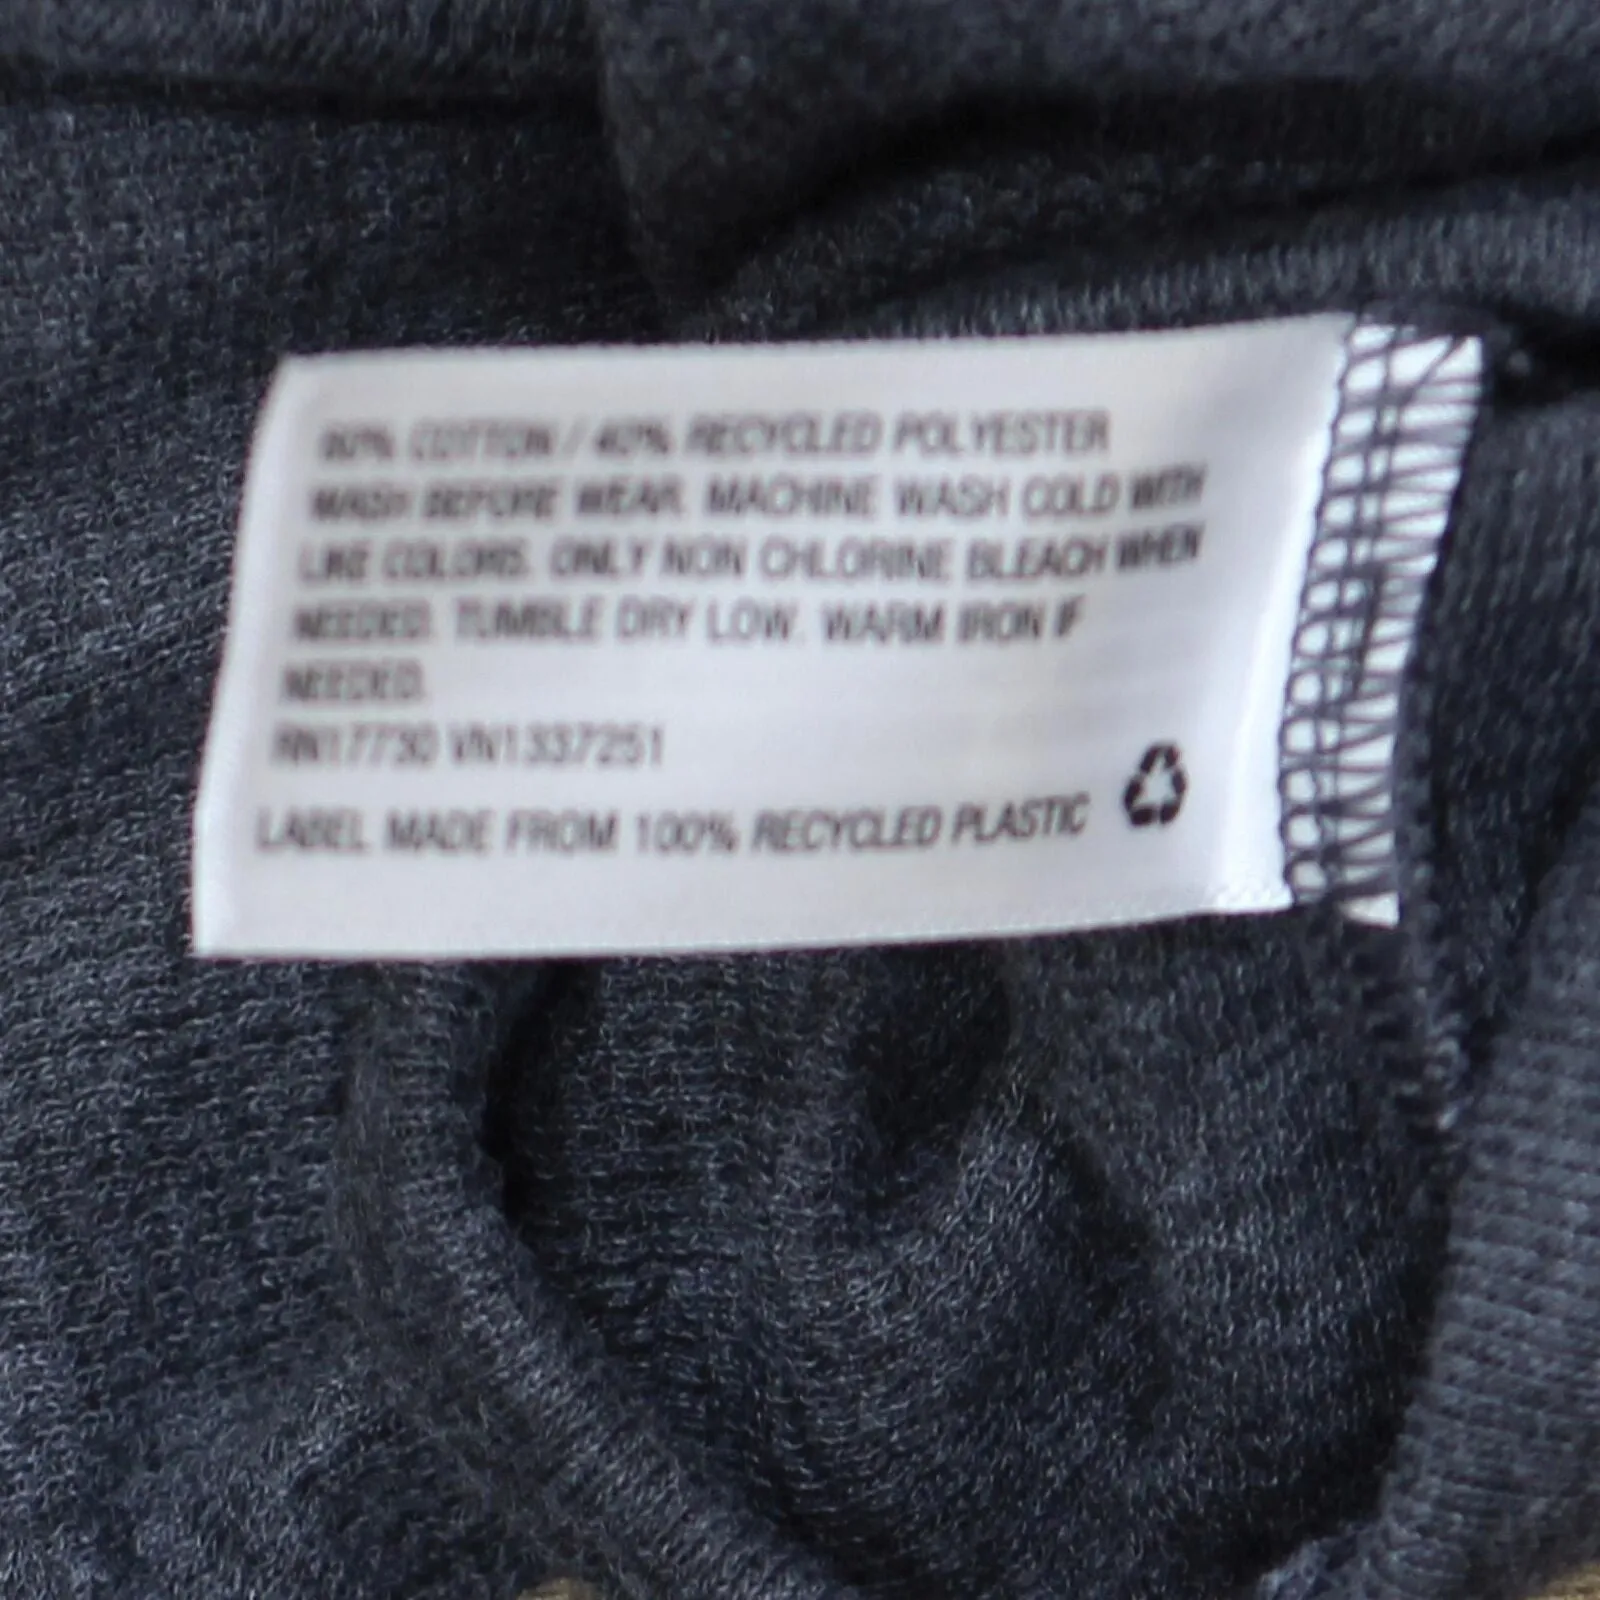 60% COTTON / 40% RECYCLED POLYESTER
WASH BEFORE WEAR. MACHINE WASH COLD WITH
LIKE COLORS. ONLY NON CHLORINE BLEACH WHEN
NEEDED. TUMBLE DRY LOW. WARM IRON IF
NEEDED.
RN17730 VN1337251
LABEL MADE FROM 100% RECYCLED PLASTIC